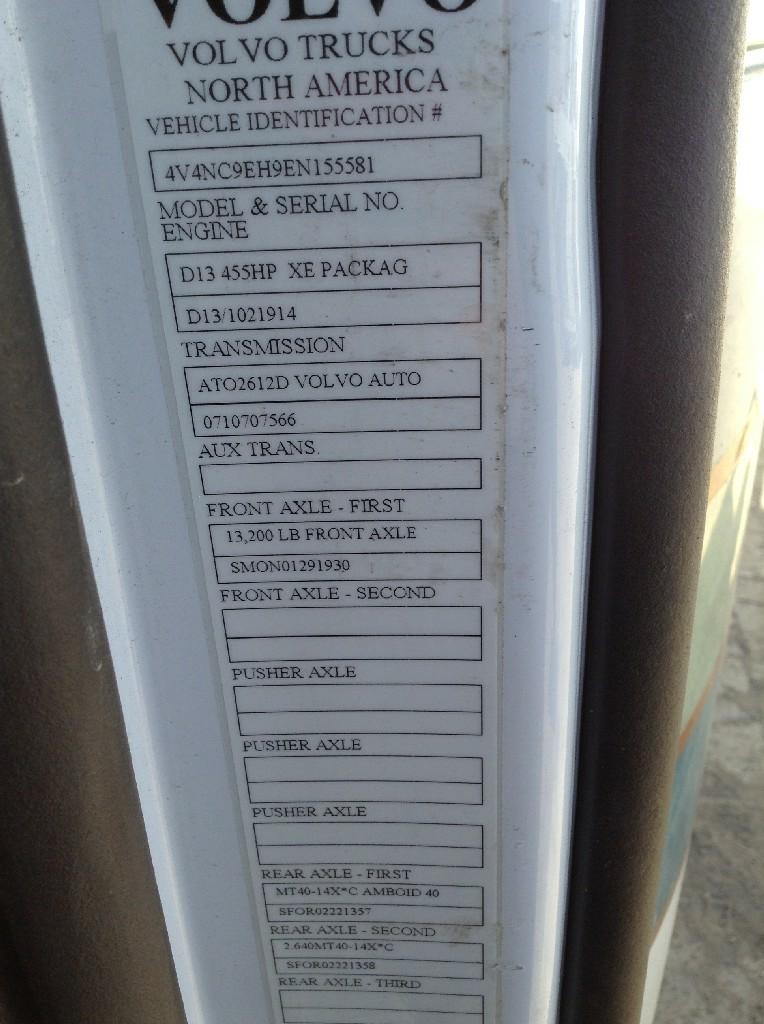 VOLVO
VOLVO TRUCKS
NORTH AMERICA
VEHICLE IDENTIFICATION #
4V4NC9EH9EN155581
MODEL & SERIAL NO.
ENGINE
D13 455HP XE PACKAG
D13/1021914
TRANSMISSION
ATO2612D VOLVO AUTO
0710707566
AUX TRANS.
FRONT AXLE - FIRST
13,200 LB FRONT AXLE
SMON01291930
FRONT AXLE - SECOND
PUSHER AXLE
PUSHER AXLE
PUSHER AXLE
REAR AXLE - FIRST
MT40-14X*C AMBOID 40
SFOR02221357
REAR AXLE - SECOND
2.640MT40-14X*C
SFOR02221358
REAR AXLE - THIRD